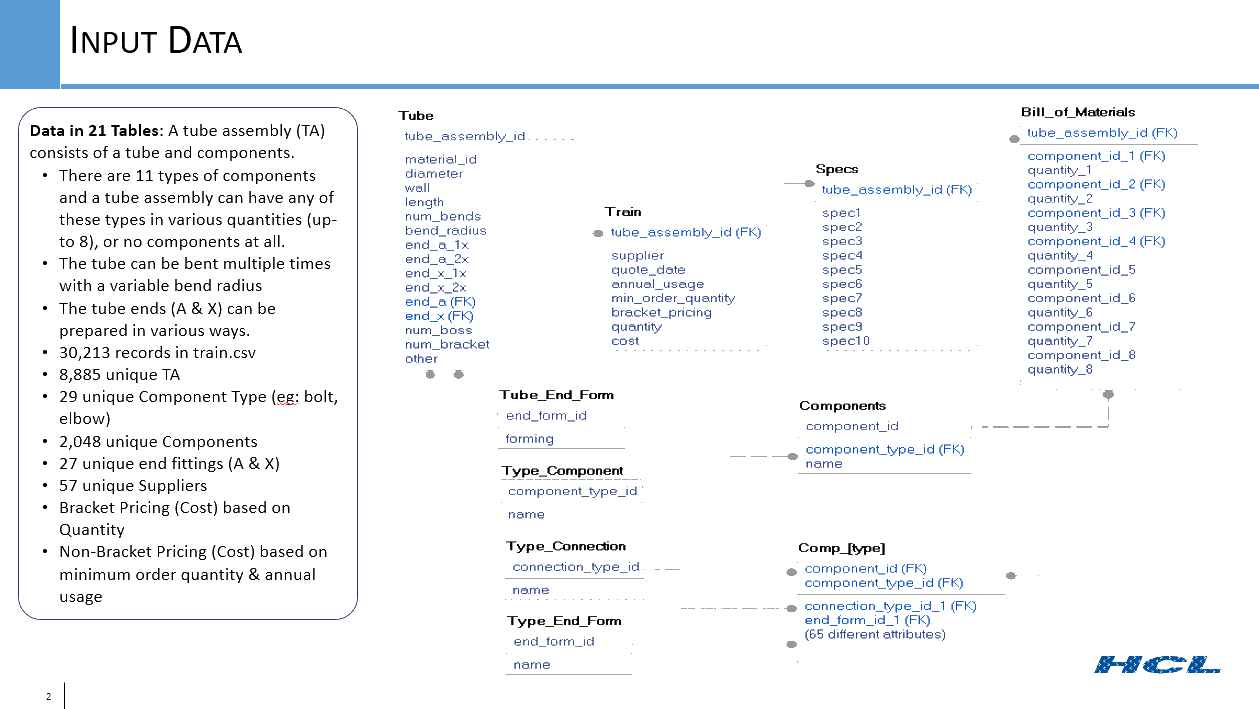 INPUT DATA
Data in 21 Tables: A tube assembly (TA)
consists of a tube and components.
• There are 11 types of components
and a tube assembly can have any of
these types in various quantities (up-
to 8), or no components at all.
• The tube can be bent multiple times
with a variable bend radius
• The tube ends (A & X) can be
prepared in various ways.
• 30,213 records in train.csv
• 8,885 unique TA
• 29 unique Component Type (eg: bolt,
elbow)
• 2,048 unique Components
• 27 unique end fittings (A & X)
• 57 unique Suppliers
• Bracket Pricing (Cost) based on
Quantity
• Non-Bracket Pricing (Cost) based on
minimum order quantity & annual
usage
Tube
tube_assembly_id
material_id
diameter
wall
length
num_bends
bend_radius
end_a_1x
end_a_2x
end_x_1x
end_x_2x
end_a (FK)
end_x (FK)
num_boss
num_bracket
other
Train
tube_assembly_id (FK)
supplier
quote_date
annual_usage
min_order_quantity
bracket_pricing
quantity
cost
Specs
tube_assembly_id (FK)
spec1
spec2
spec3
spec4
spec5
spec6
spec7
spec8
spec9
spec10
Bill_of_Materials
tube_assembly_id (FK)
component_id_1 (FK)
quantity_1
component_id_2 (FK)
quantity_2
component_id_3 (FK)
quantity_3
component_id_4 (FK)
quantity_4
component_id_5
quantity_5
component_id_6
quantity_6
component_id_7
quantity_7
component_id_8
quantity_8
Tube_End_Form
end_form_id
forming
Type_Component
component_type_id
name
Type_Connection
connection_type_id
name
Type_End_Form
end_form_id
name
Components
component_id
component_type_id (FK)
name
Comp_[type]
component_id (FK)
component_type_id (FK)
connection_type_id_1 (FK)
end_form_id_1 (FK)
(65 different attributes)
HCL
2